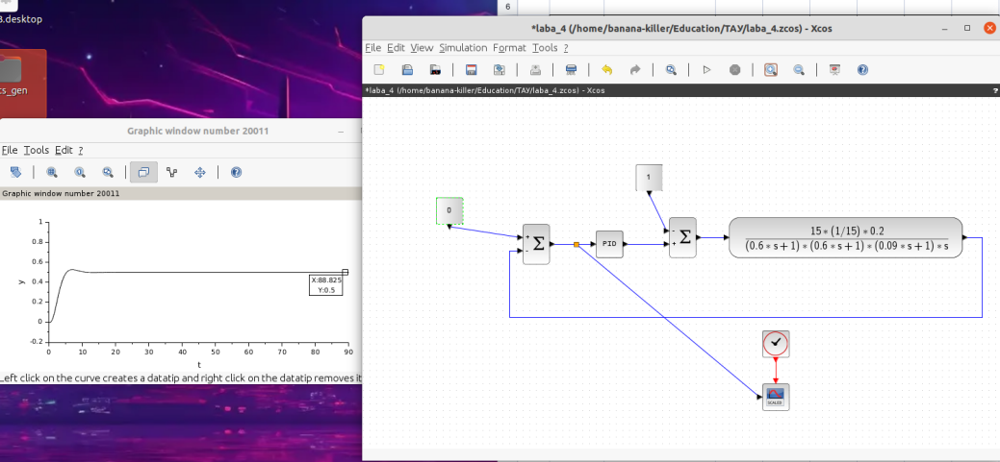 3.desktop
cs_gen
6
*laba_4 (/home/banana-killer/Education/ТАУ/laba_4.zcos) - Xcos
File Edit View Simulation Format Tools ?
*laba_4 (/home/banana-killer/Education/ТАУ/laba_4.zcos) - Xcos
?
Graphic window number 20011
File Tools Edit ?
Graphic window number 20011
1
0.8
0.6
0.4
0.2
0
-0.2
y
0 10 20 30 40 50 60 70 80 90
t
X:88.825
Y:0.5
Left click on the curve creates a datatip and right click on the datatip removes it
1
0
+
-
Σ
PID
-
+
Σ
15*(1/15)*0.2
(0.6*s+1)*(0.6*s+1)*(0.09*s+1)*s
SCALED